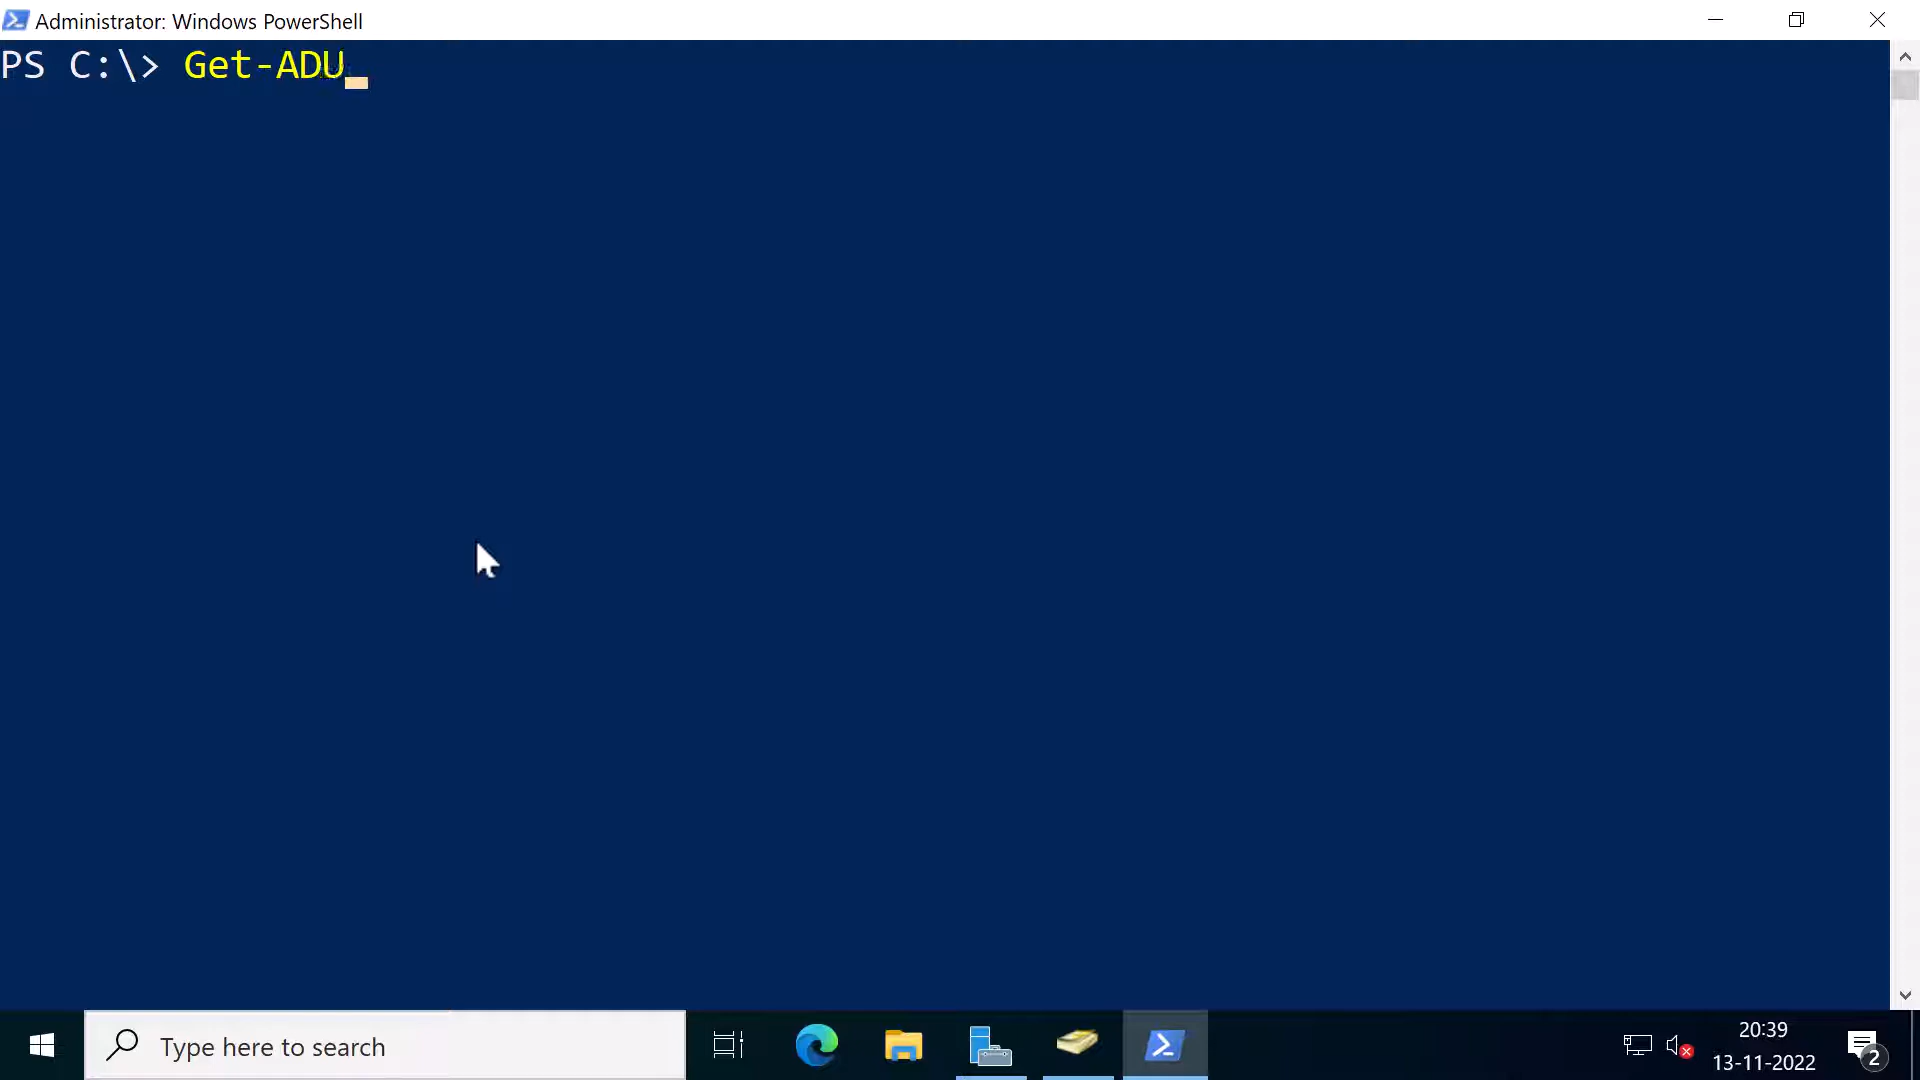 Administrator: Windows PowerShell
PS C:\> Get-ADU
Type here to search
20:39
13-11-2022
2